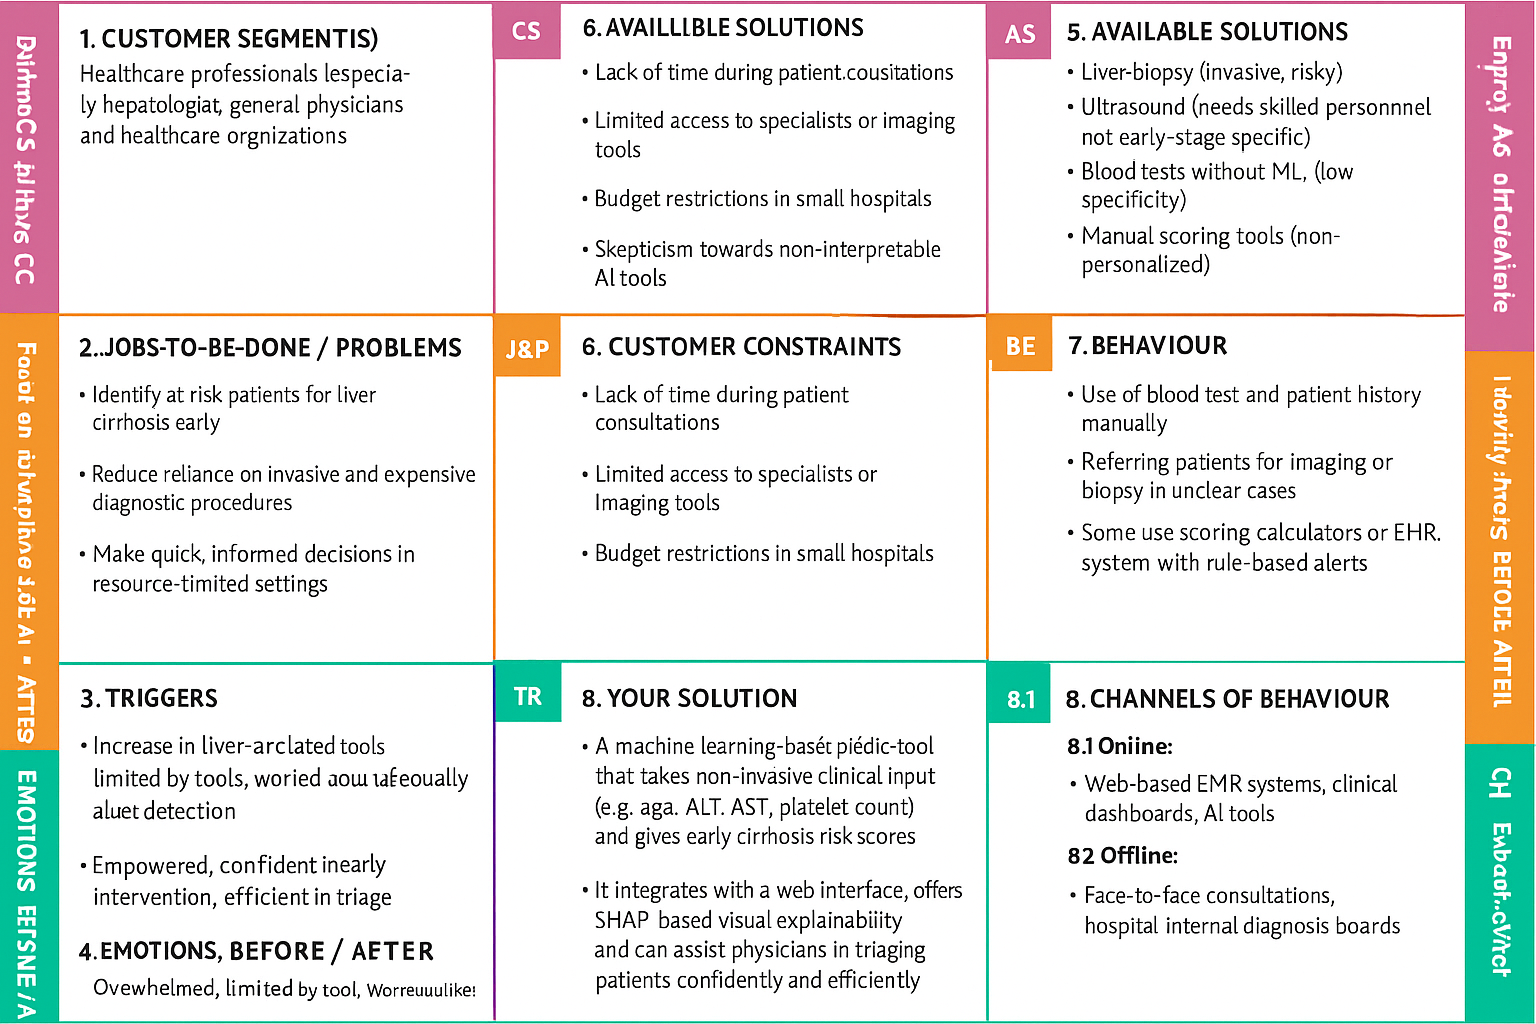 1. CUSTOMER SEGMENTIS)
Healthcare professionals lespecia-
ly hepatologiat, general physicians
and healthcare orgnizations
CS
6. AVAILLIBLE SOLUTIONS
• Lack of time during patient.cousitations
• Limited access to specialists or imaging
tools
• Budget restrictions in small hospitals
• Skepticism towards non-interpretable
AI tools
AS
5. AVAILABLE SOLUTIONS
• Liver-biopsy (invasive, risky)
• Ultrasound (needs skilled personnnel
not early-stage specific)
• Blood tests without ML, (low
specificity)
• Manual scoring tools (non-
personalized)
2..JOBS-TO-BE-DONE / PROBLEMS
• Identify at risk patients for liver
cirrhosis early
• Reduce reliance on invasive and expensive
diagnostic procedures
• Make quick, informed decisions in
resource-timited settings
J&P
6. CUSTOMER CONSTRAINTS
• Lack of time during patient
consultations
• Limited access to specialists or
Imaging tools
• Budget restrictions in small hospitals
BE
7. BEHAVIOUR
• Use of blood test and patient history
manually
• Referring patients for imaging or
biopsy in unclear cases
• Some use scoring calculators or EHR.
system with rule-based alerts
3. TRIGGERS
• Increase in liver-arclated tools
limited by tools, woried
detection
• Empowered, confident inearly
intervention, efficient in triage
4. EMOTIONS, BEFORE / AFTER
Ovewhelmed, limited by tool,
TR
8. YOUR SOLUTION
• A machine learning-basét piédic-tool
that takes non-invasive clinical input
(e.g. aga. ALT. AST, platelet count)
and gives early cirrhosis risk scores
• It integrates with a web interface, offers
SHAP based visual explainability
and can assist physicians in triaging
patients confidently and efficiently
8.1
8. CHANNELS OF BEHAVIOUR
8.1 Oniine:
• Web-based EMR systems, clinical
dashboards, AI tools
82 Offline:
• Face-to-face consultations,
hospital internal diagnosis boards
EMOTIONS
CH